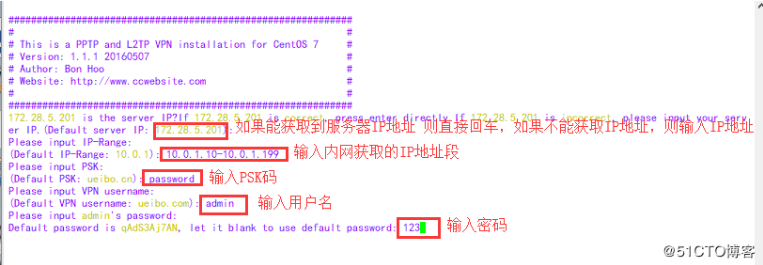 ############################################################
#                                                          #
# This is a PPTP and L2TP VPN installation for CentOS 7    #
# Version: 1.1.1 20160507                                  #
# Author: Bon Hoo                                          #
# Website: http://www.ccwebsite.com                        #
#                                                          #
############################################################
172.28.5.201 is the server IP?If 172.28.5.201 is correct, press enter directly.If 172.28.5.201 is incorrect, please input your serv
er IP.(Default server IP: 172.28.5.201): 如果能获取到服务器IP地址 则直接回车，如果不能获取IP地址，则输入IP地址
Please input IP-Range:
(Default IP-Range: 10.0.1): 10.0.1.10-10.0.1.199 输入内网获取的IP地址段
Please input PSK:
(Default PSK: ueibo.cn): password 输入PSK码
Please input VPN username:
(Default VPN username: ueibo.com): admin 输入用户名
Please input admin's password:
Default password is qAdS3Aj7AN, let it blank to use default password: 123 输入密码
@51CTO博客